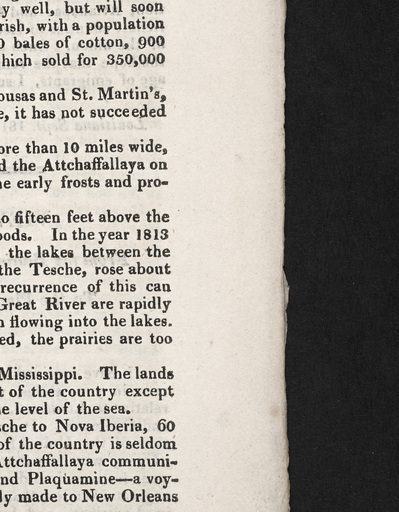 well, but will soon
rish, with a population
bales of cotton, 900
hich sold for 350,000
ousas and St. Martin's,
e, it has not succeeded
ore than 10 miles wide,
d the Attchaffallaya on
he early frosts and pro-
o fifteen feet above the
oods. In the year 1813
the lakes between the
the Tesche, rose about
recurrence of this can
Great River are rapidly
n flowing into the lakes.
ed, the prairies are too
Mississippi. The lands
t of the country except
e level of the sea.
sche to Nova Iberia, 60
of the country is seldom
Attchaffallaya communi-
nd Plaquamine—a voy-
ly made to New Orleans